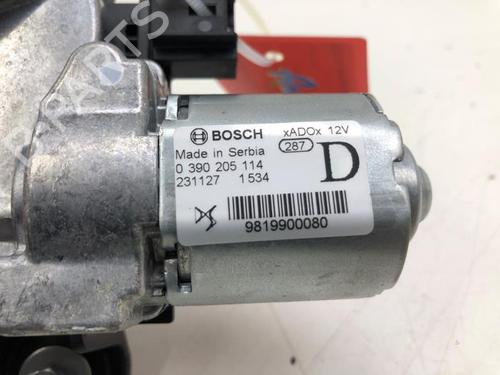 BOSCH xADOx 12V
Made in Serbia 287
0 390 205 114 D
231127 1534
9819900080